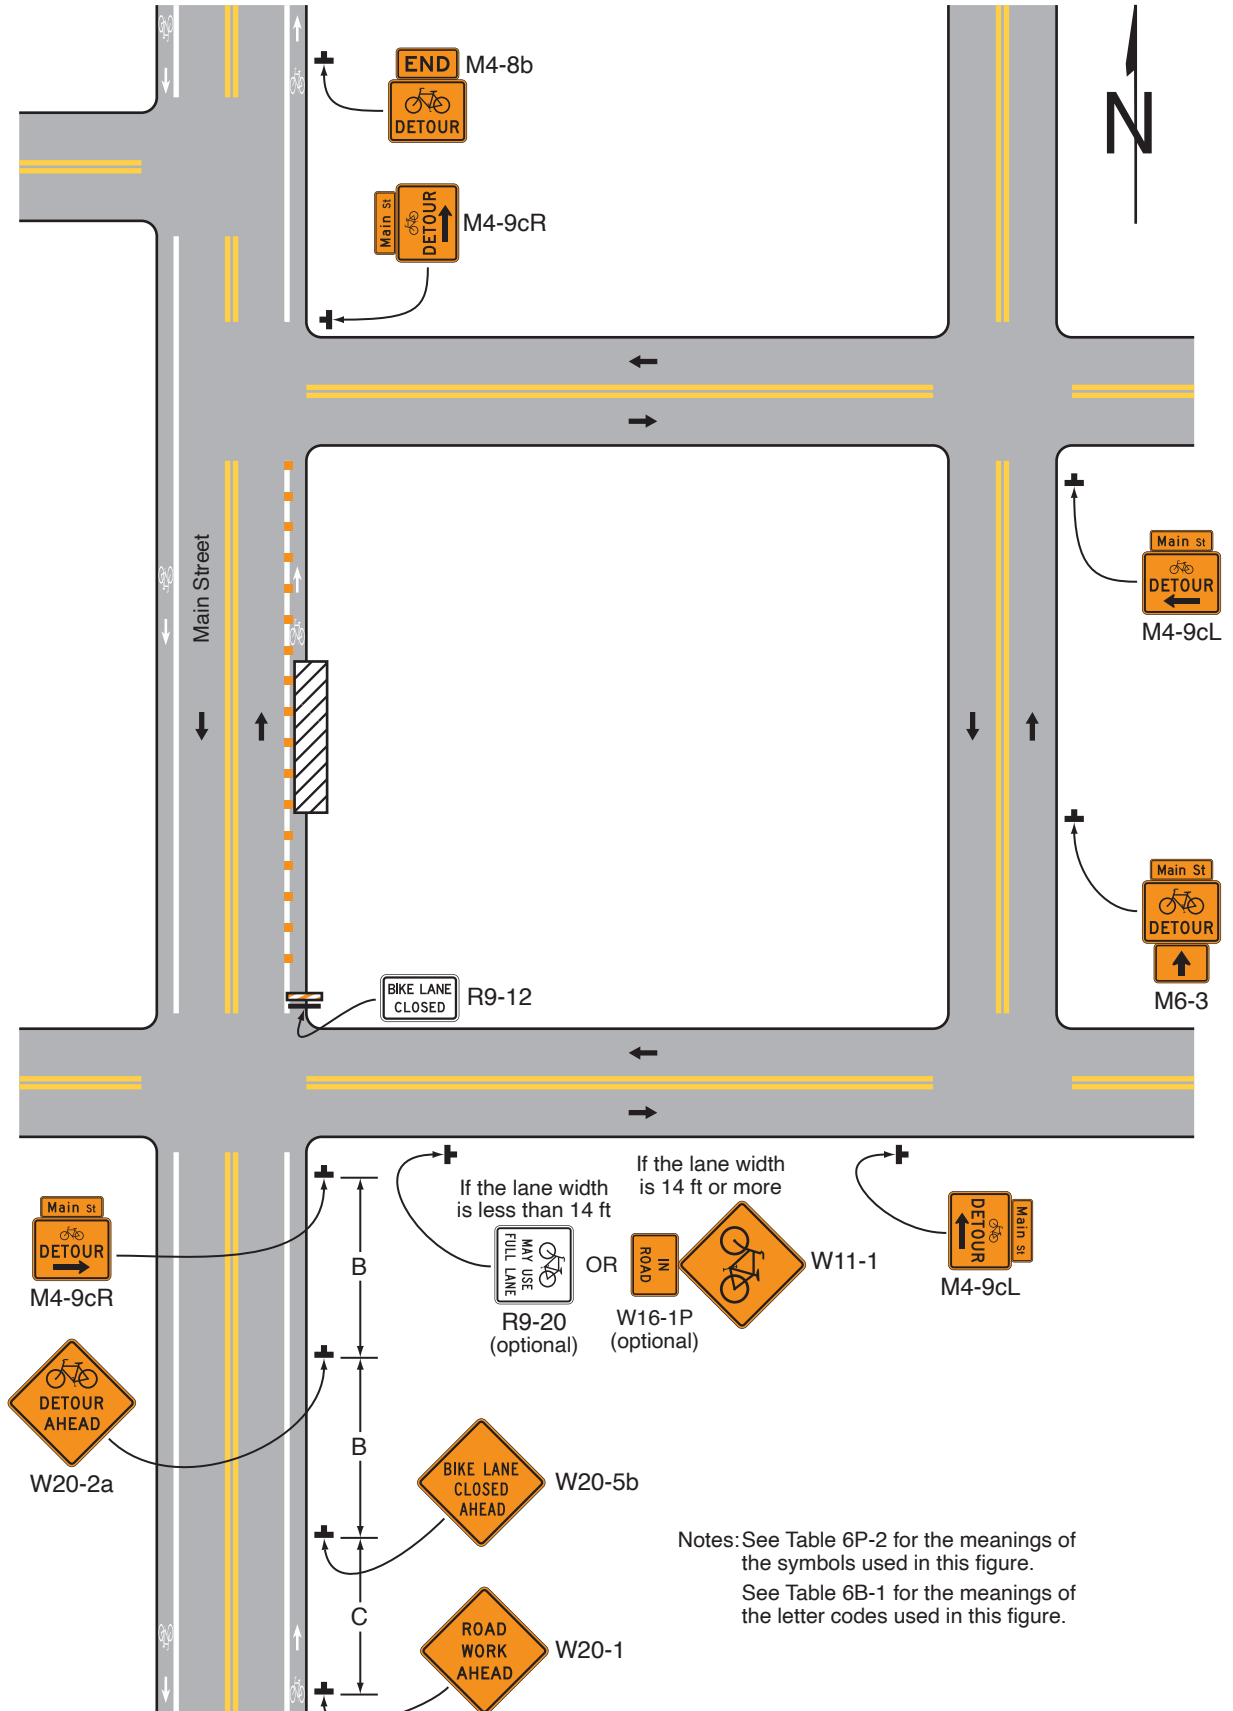 END
DETOUR
M4-8b
N
Main St
DETOUR
M4-9cR
Main Street
Main St
DETOUR
M4-9cL
Main St
DETOUR
M6-3
BIKE LANE
CLOSED
R9-12
Main St
DETOUR
M4-9cR
B
If the lane width
is less than 14 ft
MAY USE
FULL LANE
R9-20
(optional)
OR
If the lane width
is 14 ft or more
IN
ROAD
W16-1P
(optional)
W11-1
Main St
DETOUR
M4-9cL
DETOUR
AHEAD
W20-2a
B
BIKE LANE
CLOSED
AHEAD
W20-5b
C
ROAD
WORK
AHEAD
W20-1
Notes: See Table 6P-2 for the meanings of
the symbols used in this figure.
See Table 6B-1 for the meanings of
the letter codes used in this figure.